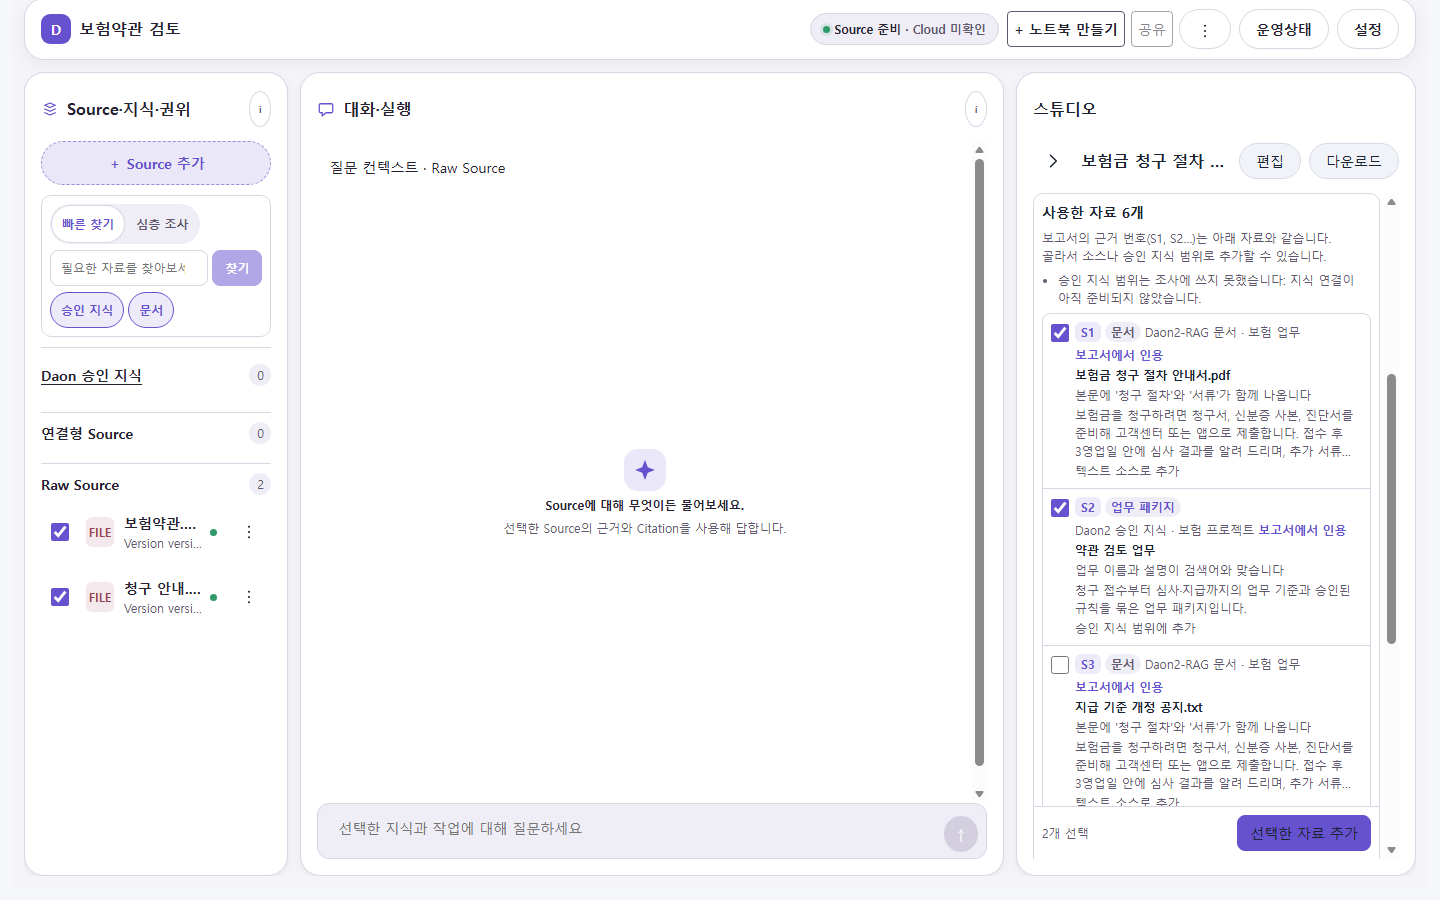 D 보험약관 검토
Source 준비 · Cloud 미확인
+ 노트북 만들기
공유
⋮
운영상태
설정
Source·지식·권위
i
+ Source 추가
빠른 찾기
심층 조사
필요한 자료를 찾아보세
찾기
승인 지식
문서
Daon 승인 지식
0
연결형 Source
0
Raw Source
2
FILE
보험약관....
Version versi...
⋮
FILE
청구 안내....
Version versi...
⋮
대화·실행
i
질문 컨텍스트 · Raw Source
Source에 대해 무엇이든 물어보세요.
선택한 Source의 근거와 Citation을 사용해 답합니다.
선택한 지식과 작업에 대해 질문하세요
↑
스튜디오
보험금 청구 절차 ...
편집
다운로드
사용한 자료 6개
보고서의 근거 번호(S1, S2…)는 아래 자료와 같습니다.
골라서 소스나 승인 지식 범위로 추가할 수 있습니다.
• 승인 지식 범위는 조사에 쓰지 못했습니다: 지식 연결이
아직 준비되지 않았습니다.
S1 문서 Daon2-RAG 문서 · 보험 업무
보고서에서 인용
보험금 청구 절차 안내서.pdf
본문에 '청구 절차'와 '서류'가 함께 나옵니다
보험금을 청구하려면 청구서, 신분증 사본, 진단서를
준비해 고객센터 또는 앱으로 제출합니다. 접수 후
3영업일 안에 심사 결과를 알려 드리며, 추가 서류...
텍스트 소스로 추가
S2 업무 패키지
Daon2 승인 지식 · 보험 프로젝트 보고서에서 인용
약관 검토 업무
업무 이름과 설명이 검색어와 맞습니다
청구 접수부터 심사·지급까지의 업무 기준과 승인된
규칙을 묶은 업무 패키지입니다.
승인 지식 범위에 추가
S3 문서 Daon2-RAG 문서 · 보험 업무
보고서에서 인용
지급 기준 개정 공지.txt
본문에 '청구 절차'와 '서류'가 함께 나옵니다
보험금을 청구하려면 청구서, 신분증 사본, 진단서를
준비해 고객센터 또는 앱으로 제출합니다. 접수 후
3영업일 안에 심사 결과를 알려 드리며, 추가 서류...
텍스트 소스로 추가
2개 선택
선택한 자료 추가